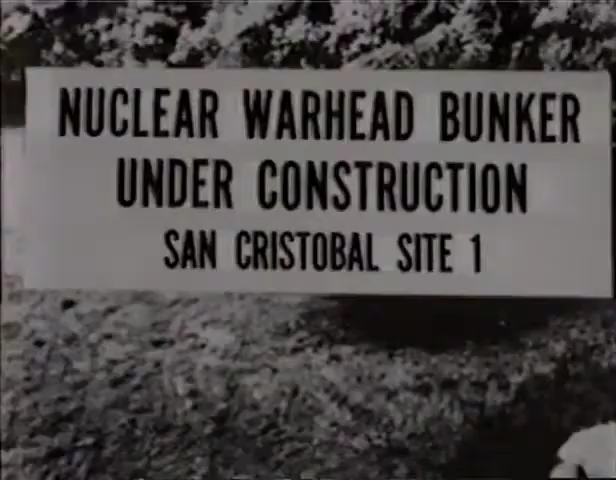 NUCLEAR WARHEAD BUNKER
UNDER CONSTRUCTION
SAN CRISTOBAL SITE 1